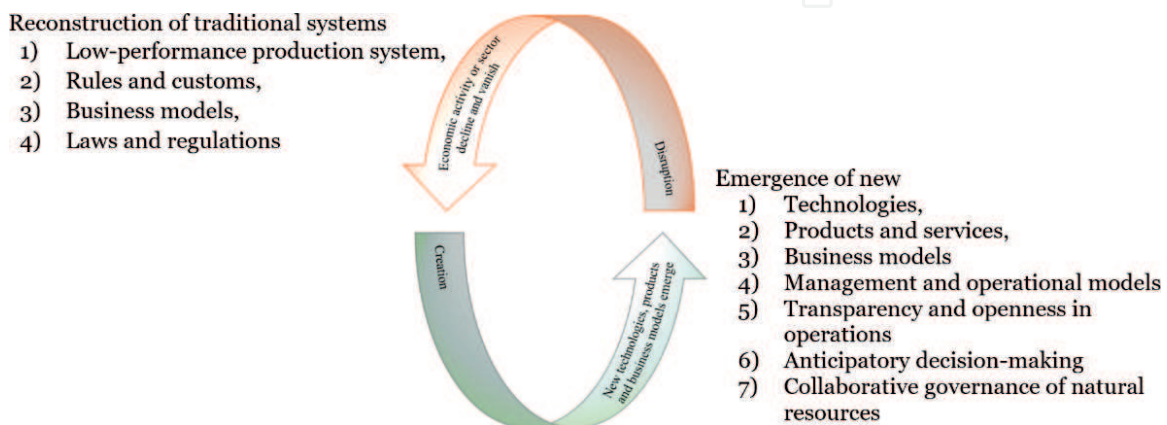 Reconstruction of traditional systems
1) Low-performance production system,
2) Rules and customs,
3) Business models,
4) Laws and regulations
Economic activity or sector
decline and vanish
Disruption
Creation
New technologies, products
and business models emerge
Emergence of new
1) Technologies,
2) Products and services,
3) Business models
4) Management and operational models
5) Transparency and openness in
operations
6) Anticipatory decision-making
7) Collaborative governance of natural
resources